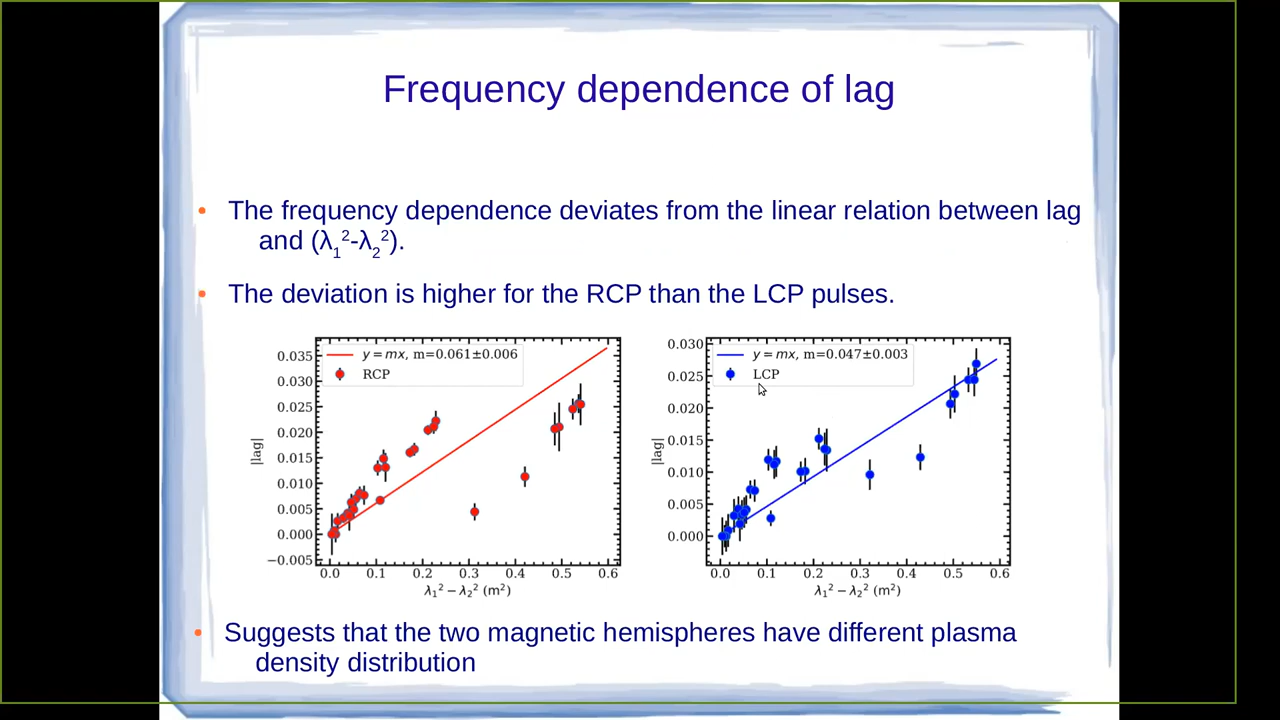 Frequency dependence of lag
• The frequency dependence deviates from the linear relation between lag
and (λ₁²-λ₂²).
• The deviation is higher for the RCP than the LCP pulses.
y = mx, m=0.061±0.006
RCP
0.035
0.030
0.025
0.020
0.015
0.010
0.005
0.000
−0.005
|lag|
0.0 0.1 0.2 0.3 0.4 0.5 0.6
λ₁² − λ₂² (m²)
y = mx, m=0.047±0.003
LCP
0.030
0.025
0.020
0.015
0.010
0.005
0.000
|lag|
0.0 0.1 0.2 0.3 0.4 0.5 0.6
λ₁² − λ₂² (m²)
• Suggests that the two magnetic hemispheres have different plasma
density distribution